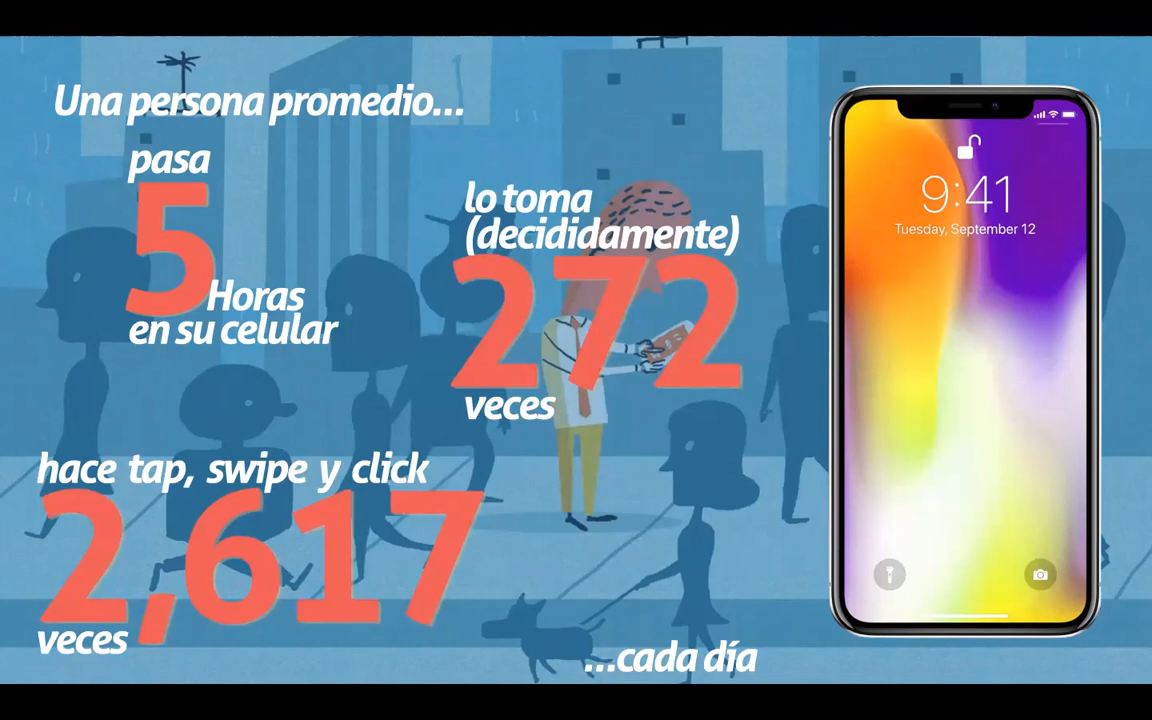 Una persona promedio...
pasa
5 Horas
en su celular
lo toma
(decididamente)
272
veces
hace tap, swipe y click
2,617
veces
...cada día
9:41
Tuesday, September 12